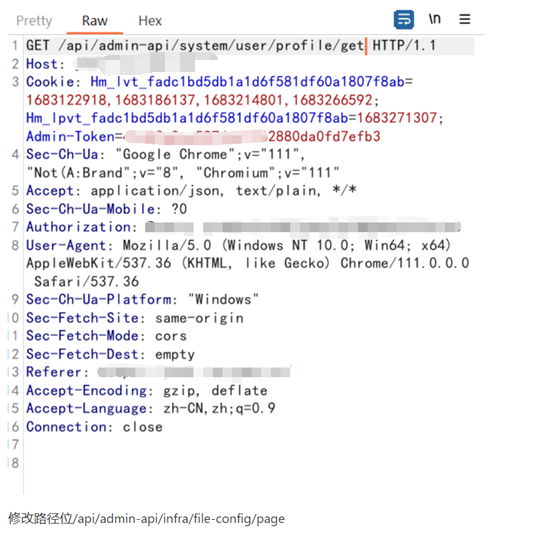 Pretty Raw Hex \n
1 GET /api/admin-api/system/user/profile/get HTTP/1.1
2 Host:
3 Cookie: Hm_lvt_fadc1bd5db1a1d6f581df60a1807f8ab=
1683122918,1683186137,1683214801,1683266592;
Hm_lpvt_fadc1bd5db1a1d6f581df60a1807f8ab=1683271307;
Admin-Token= 2880da0fd7efb3
4 Sec-Ch-Ua: "Google Chrome";v="111",
"Not(A:Brand";v="8", "Chromium";v="111"
5 Accept: application/json, text/plain, */*
6 Sec-Ch-Ua-Mobile: ?0
7 Authorization:
8 User-Agent: Mozilla/5.0 (Windows NT 10.0; Win64; x64)
AppleWebKit/537.36 (KHTML, like Gecko) Chrome/111.0.0.0
Safari/537.36
9 Sec-Ch-Ua-Platform: "Windows"
0 Sec-Fetch-Site: same-origin
1 Sec-Fetch-Mode: cors
2 Sec-Fetch-Dest: empty
3 Referer:
4 Accept-Encoding: gzip, deflate
5 Accept-Language: zh-CN,zh;q=0.9
6 Connection: close
7
8
修改路径位/api/admin-api/infra/file-config/page